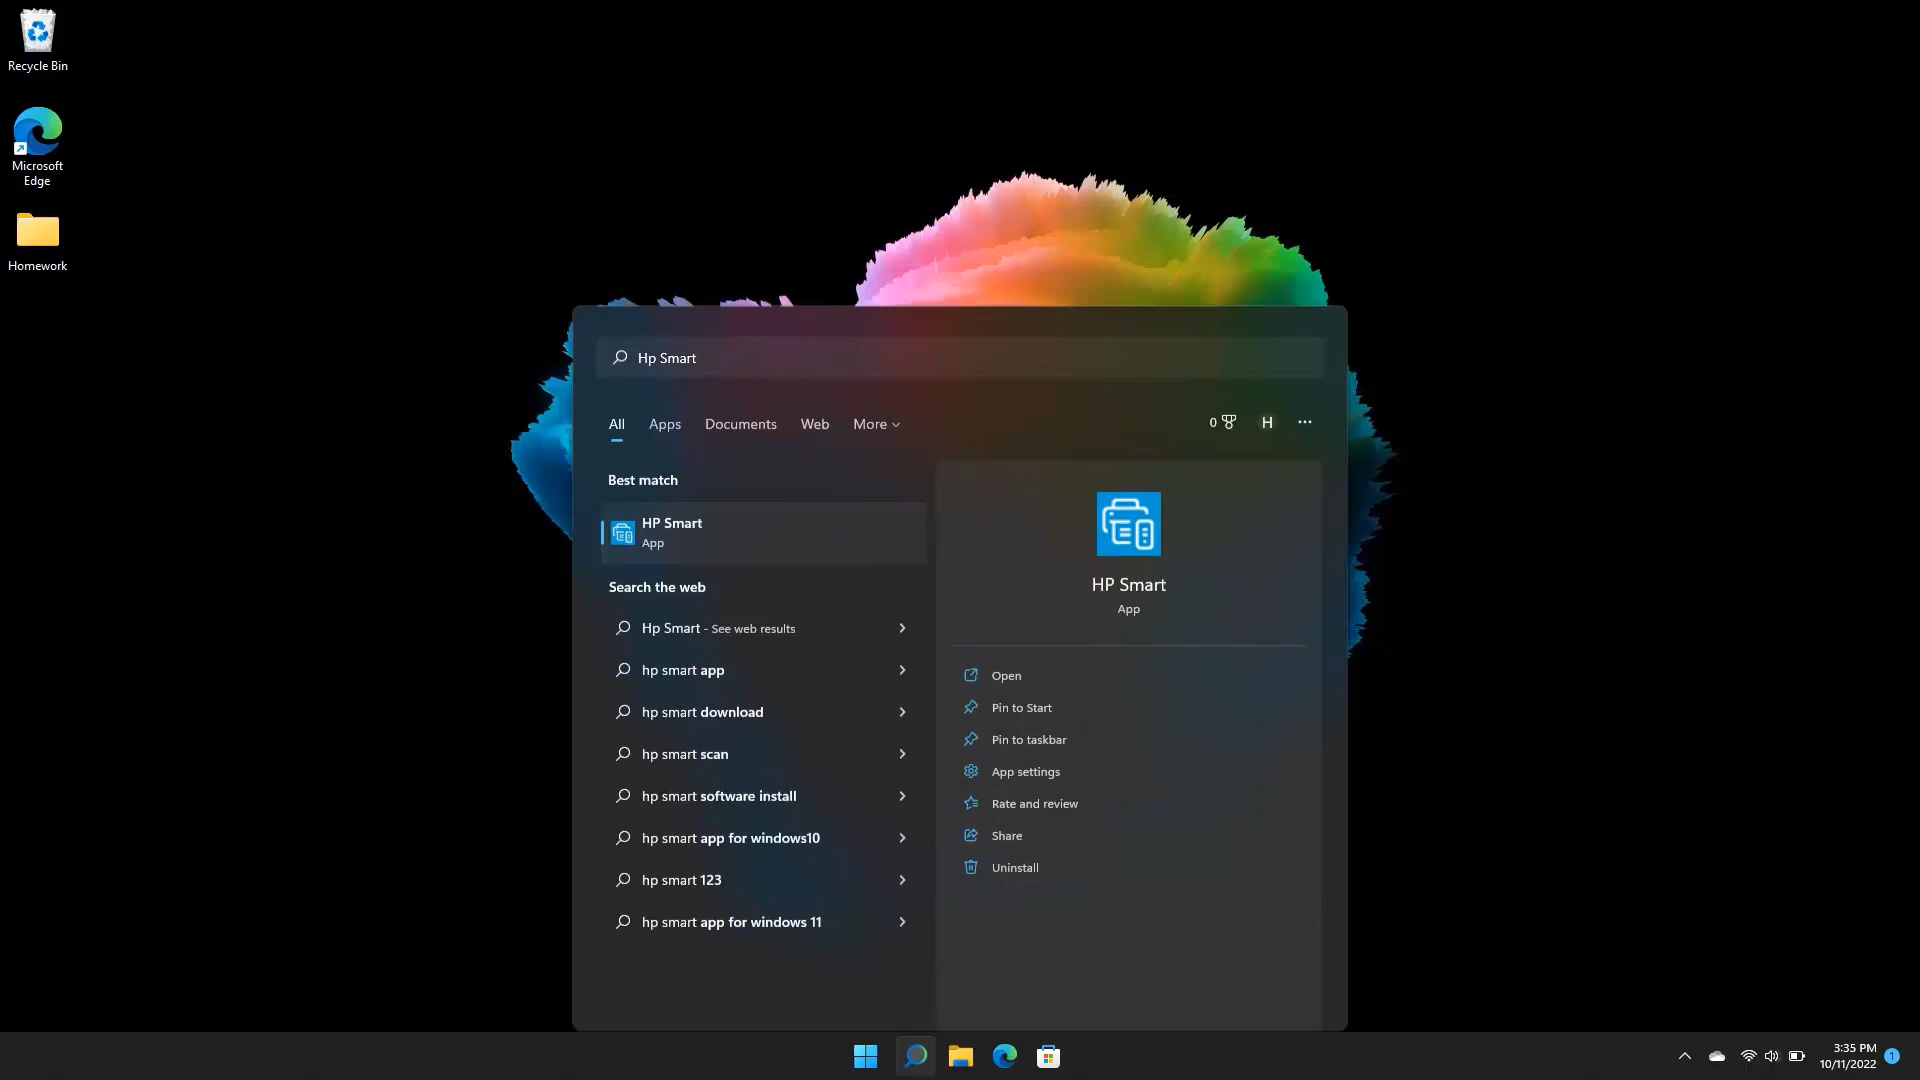 Recycle Bin
Microsoft
Edge
Homework
Hp Smart
All Apps Documents Web More
0 H
Best match
HP Smart
App
Search the web
Hp Smart - See web results
hp smart app
hp smart download
hp smart scan
hp smart software install
hp smart app for windows10
hp smart 123
hp smart app for windows 11
HP Smart
App
Open
Pin to Start
Pin to taskbar
App settings
Rate and review
Share
Uninstall
3:35 PM
10/11/2022
1